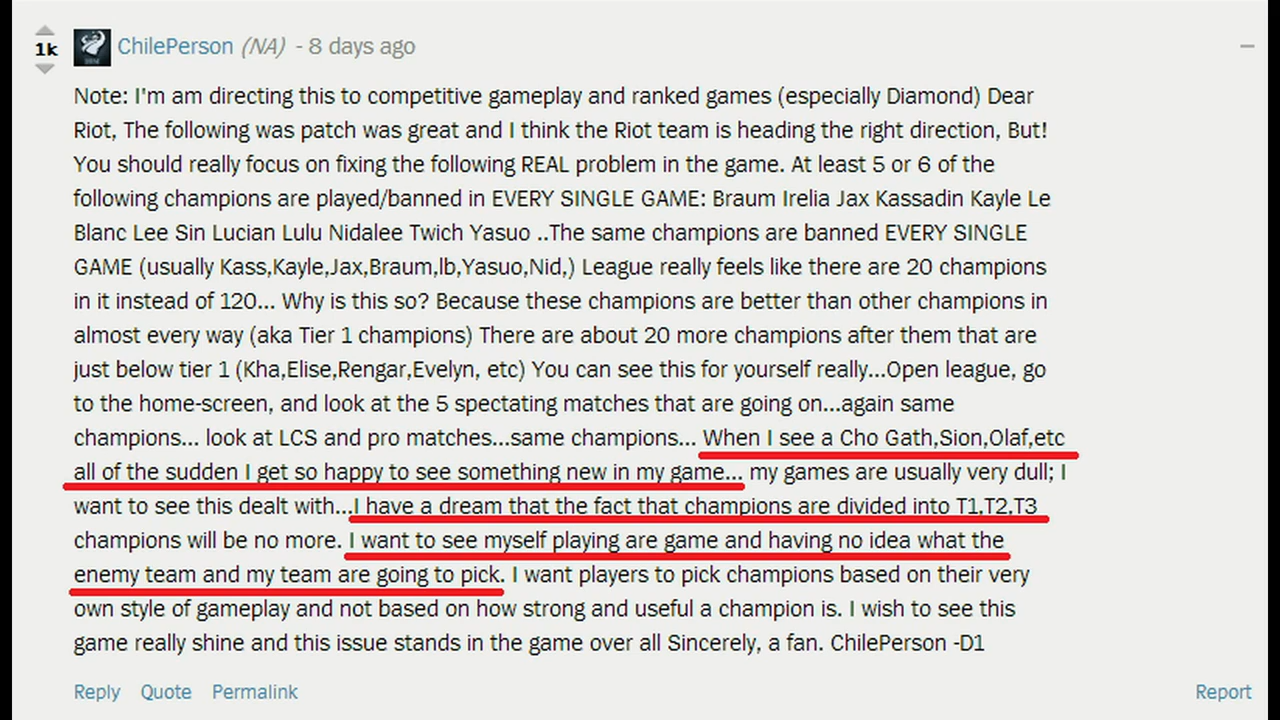 1k
ChilePerson (NA) - 8 days ago
Note: I'm am directing this to competitive gameplay and ranked games (especially Diamond) Dear
Riot, The following was patch was great and I think the Riot team is heading the right direction, But!
You should really focus on fixing the following REAL problem in the game. At least 5 or 6 of the
following champions are played/banned in EVERY SINGLE GAME: Braum Irelia Jax Kassadin Kayle Le
Blanc Lee Sin Lucian Lulu Nidalee Twich Yasuo ..The same champions are banned EVERY SINGLE
GAME (usually Kass,Kayle,Jax,Braum,lb,Yasuo,Nid,) League really feels like there are 20 champions
in it instead of 120... Why is this so? Because these champions are better than other champions in
almost every way (aka Tier 1 champions) There are about 20 more champions after them that are
just below tier 1 (Kha,Elise,Rengar,Evelyn, etc) You can see this for yourself really...Open league, go
to the home-screen, and look at the 5 spectating matches that are going on...again same
champions... look at LCS and pro matches...same champions... When I see a Cho Gath,Sion,Olaf,etc
all of the sudden I get so happy to see something new in my game... my games are usually very dull; I
want to see this dealt with...I have a dream that the fact that champions are divided into T1,T2,T3
champions will be no more. I want to see myself playing are game and having no idea what the
enemy team and my team are going to pick. I want players to pick champions based on their very
own style of gameplay and not based on how strong and useful a champion is. I wish to see this
game really shine and this issue stands in the game over all Sincerely, a fan. ChilePerson -D1
Reply Quote Permalink Report